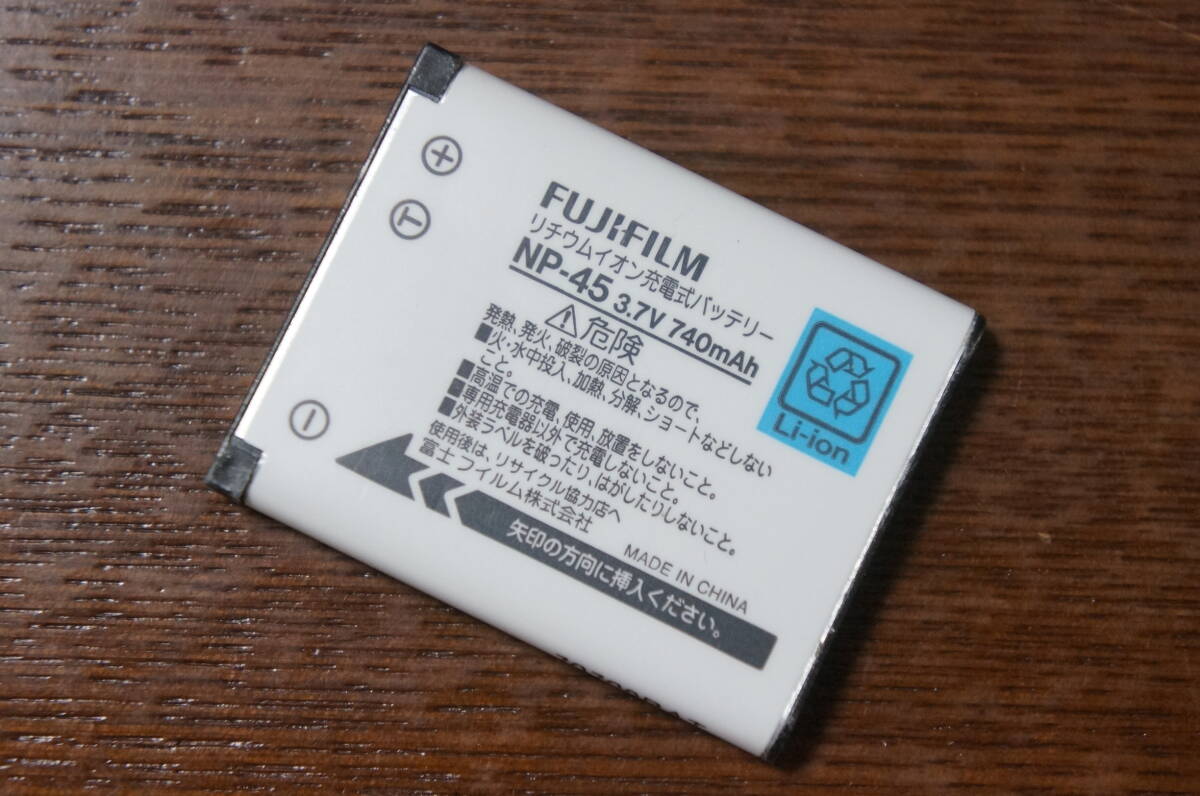 FUJIFILM
リチウムイオン充電式バッテリー
NP-45 3.7V 740mAh
⚠危険
発熱、発火、破裂の原因となるので、
■火・水中投入、加熱、分解、ショートなどしない
こと。
■高温での充電、使用、放置をしないこと。
■専用充電器以外で充電しないこと。
■外装ラベルを破ったり、はがしたりしないこと。
使用後は、リサイクル協力店へ
富士フイルム株式会社
MADE IN CHINA
矢印の方向に挿入ください。
+
T
−
Li-ion